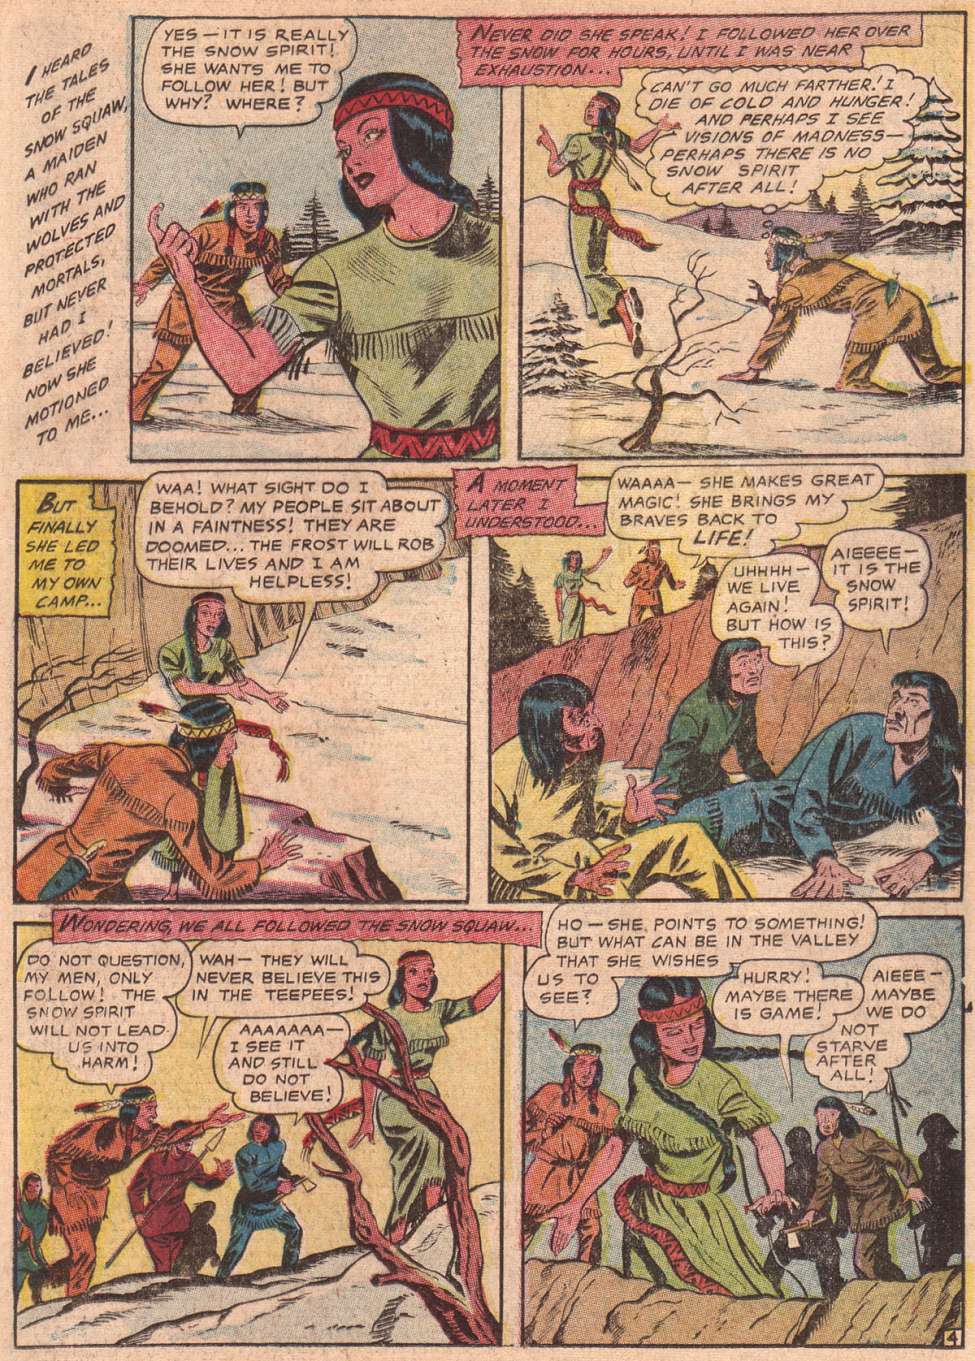 I HEARD
THE TALES
OF THE
SNOW SQUAW,
A MAIDEN
WHO RAN
WITH THE
WOLVES AND
PROTECTED
MORTALS,
BUT NEVER
HAD I
BELIEVED!
NOW SHE
MOTIONED
TO ME...
YES—IT IS REALLY
THE SNOW SPIRIT!
SHE WANTS ME TO
FOLLOW HER! BUT
WHY? WHERE?
NEVER DID SHE SPEAK! I FOLLOWED HER OVER
THE SNOW FOR HOURS, UNTIL I WAS NEAR
EXHAUSTION...
CAN'T GO MUCH FARTHER! I
DIE OF COLD AND HUNGER!
AND PERHAPS I SEE
VISIONS OF MADNESS—
PERHAPS THERE IS NO
SNOW SPIRIT
AFTER ALL!
BUT
FINALLY
SHE LED
ME TO
MY OWN
CAMP...
WAA! WHAT SIGHT DO I
BEHOLD? MY PEOPLE SIT ABOUT
IN A FAINTNESS! THEY ARE
DOOMED... THE FROST WILL ROB
THEIR LIVES AND I AM
HELPLESS!
A MOMENT
LATER I
UNDERSTOOD...
WAAAA—SHE MAKES GREAT
MAGIC! SHE BRINGS MY
BRAVES BACK TO
LIFE!
UHHHH—
WE LIVE
AGAIN!
BUT HOW IS
THIS?
AIEEEE—
IT IS THE
SNOW
SPIRIT!
WONDERING, WE ALL FOLLOWED THE SNOW SQUAW...
DO NOT QUESTION,
MY MEN, ONLY
FOLLOW! THE
SNOW SPIRIT
WILL NOT LEAD
US INTO
HARM!
WAH—THEY WILL
NEVER BELIEVE THIS
IN THE TEEPEES!
AAAAAAA—
I SEE IT
AND STILL
DO NOT
BELIEVE!
HO—SHE POINTS TO SOMETHING!
BUT WHAT CAN BE IN THE VALLEY
THAT SHE WISHES
US TO
SEE?
HURRY!
MAYBE THERE
IS GAME!
AIEEE—
MAYBE
WE DO
NOT
STARVE
AFTER
ALL!
4